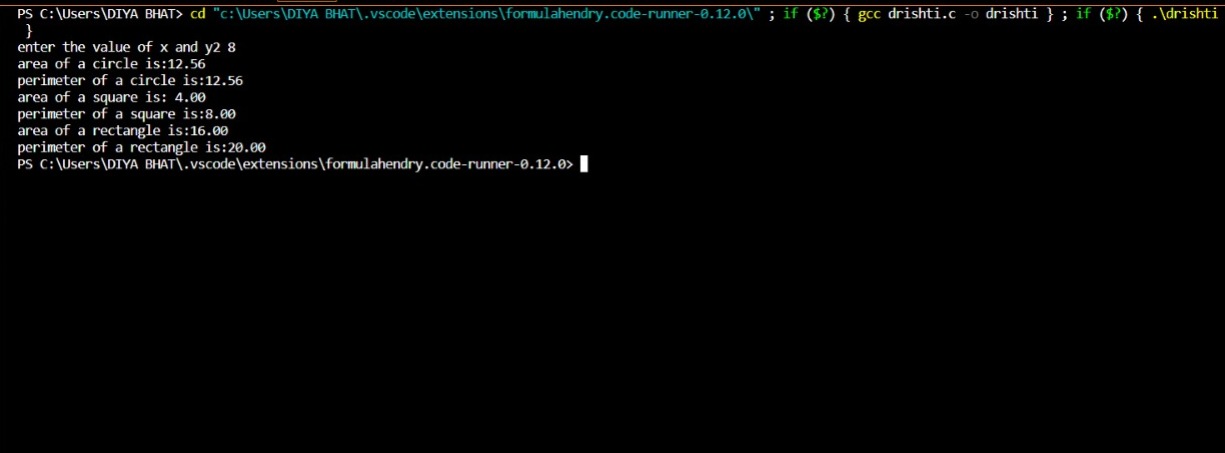 PS C:\Users\DIYA BHAT> cd "c:\Users\DIYA BHAT\.vscode\extensions\formulahendry.code-runner-0.12.0\" ; if ($?) { gcc drishti.c -o drishti } ; if ($?) { .\drishti
 }
enter the value of x and y2 8
area of a circle is:12.56
perimeter of a circle is:12.56
area of a square is: 4.00
perimeter of a square is:8.00
area of a rectangle is:16.00
perimeter of a rectangle is:20.00
PS C:\Users\DIYA BHAT\.vscode\extensions\formulahendry.code-runner-0.12.0>